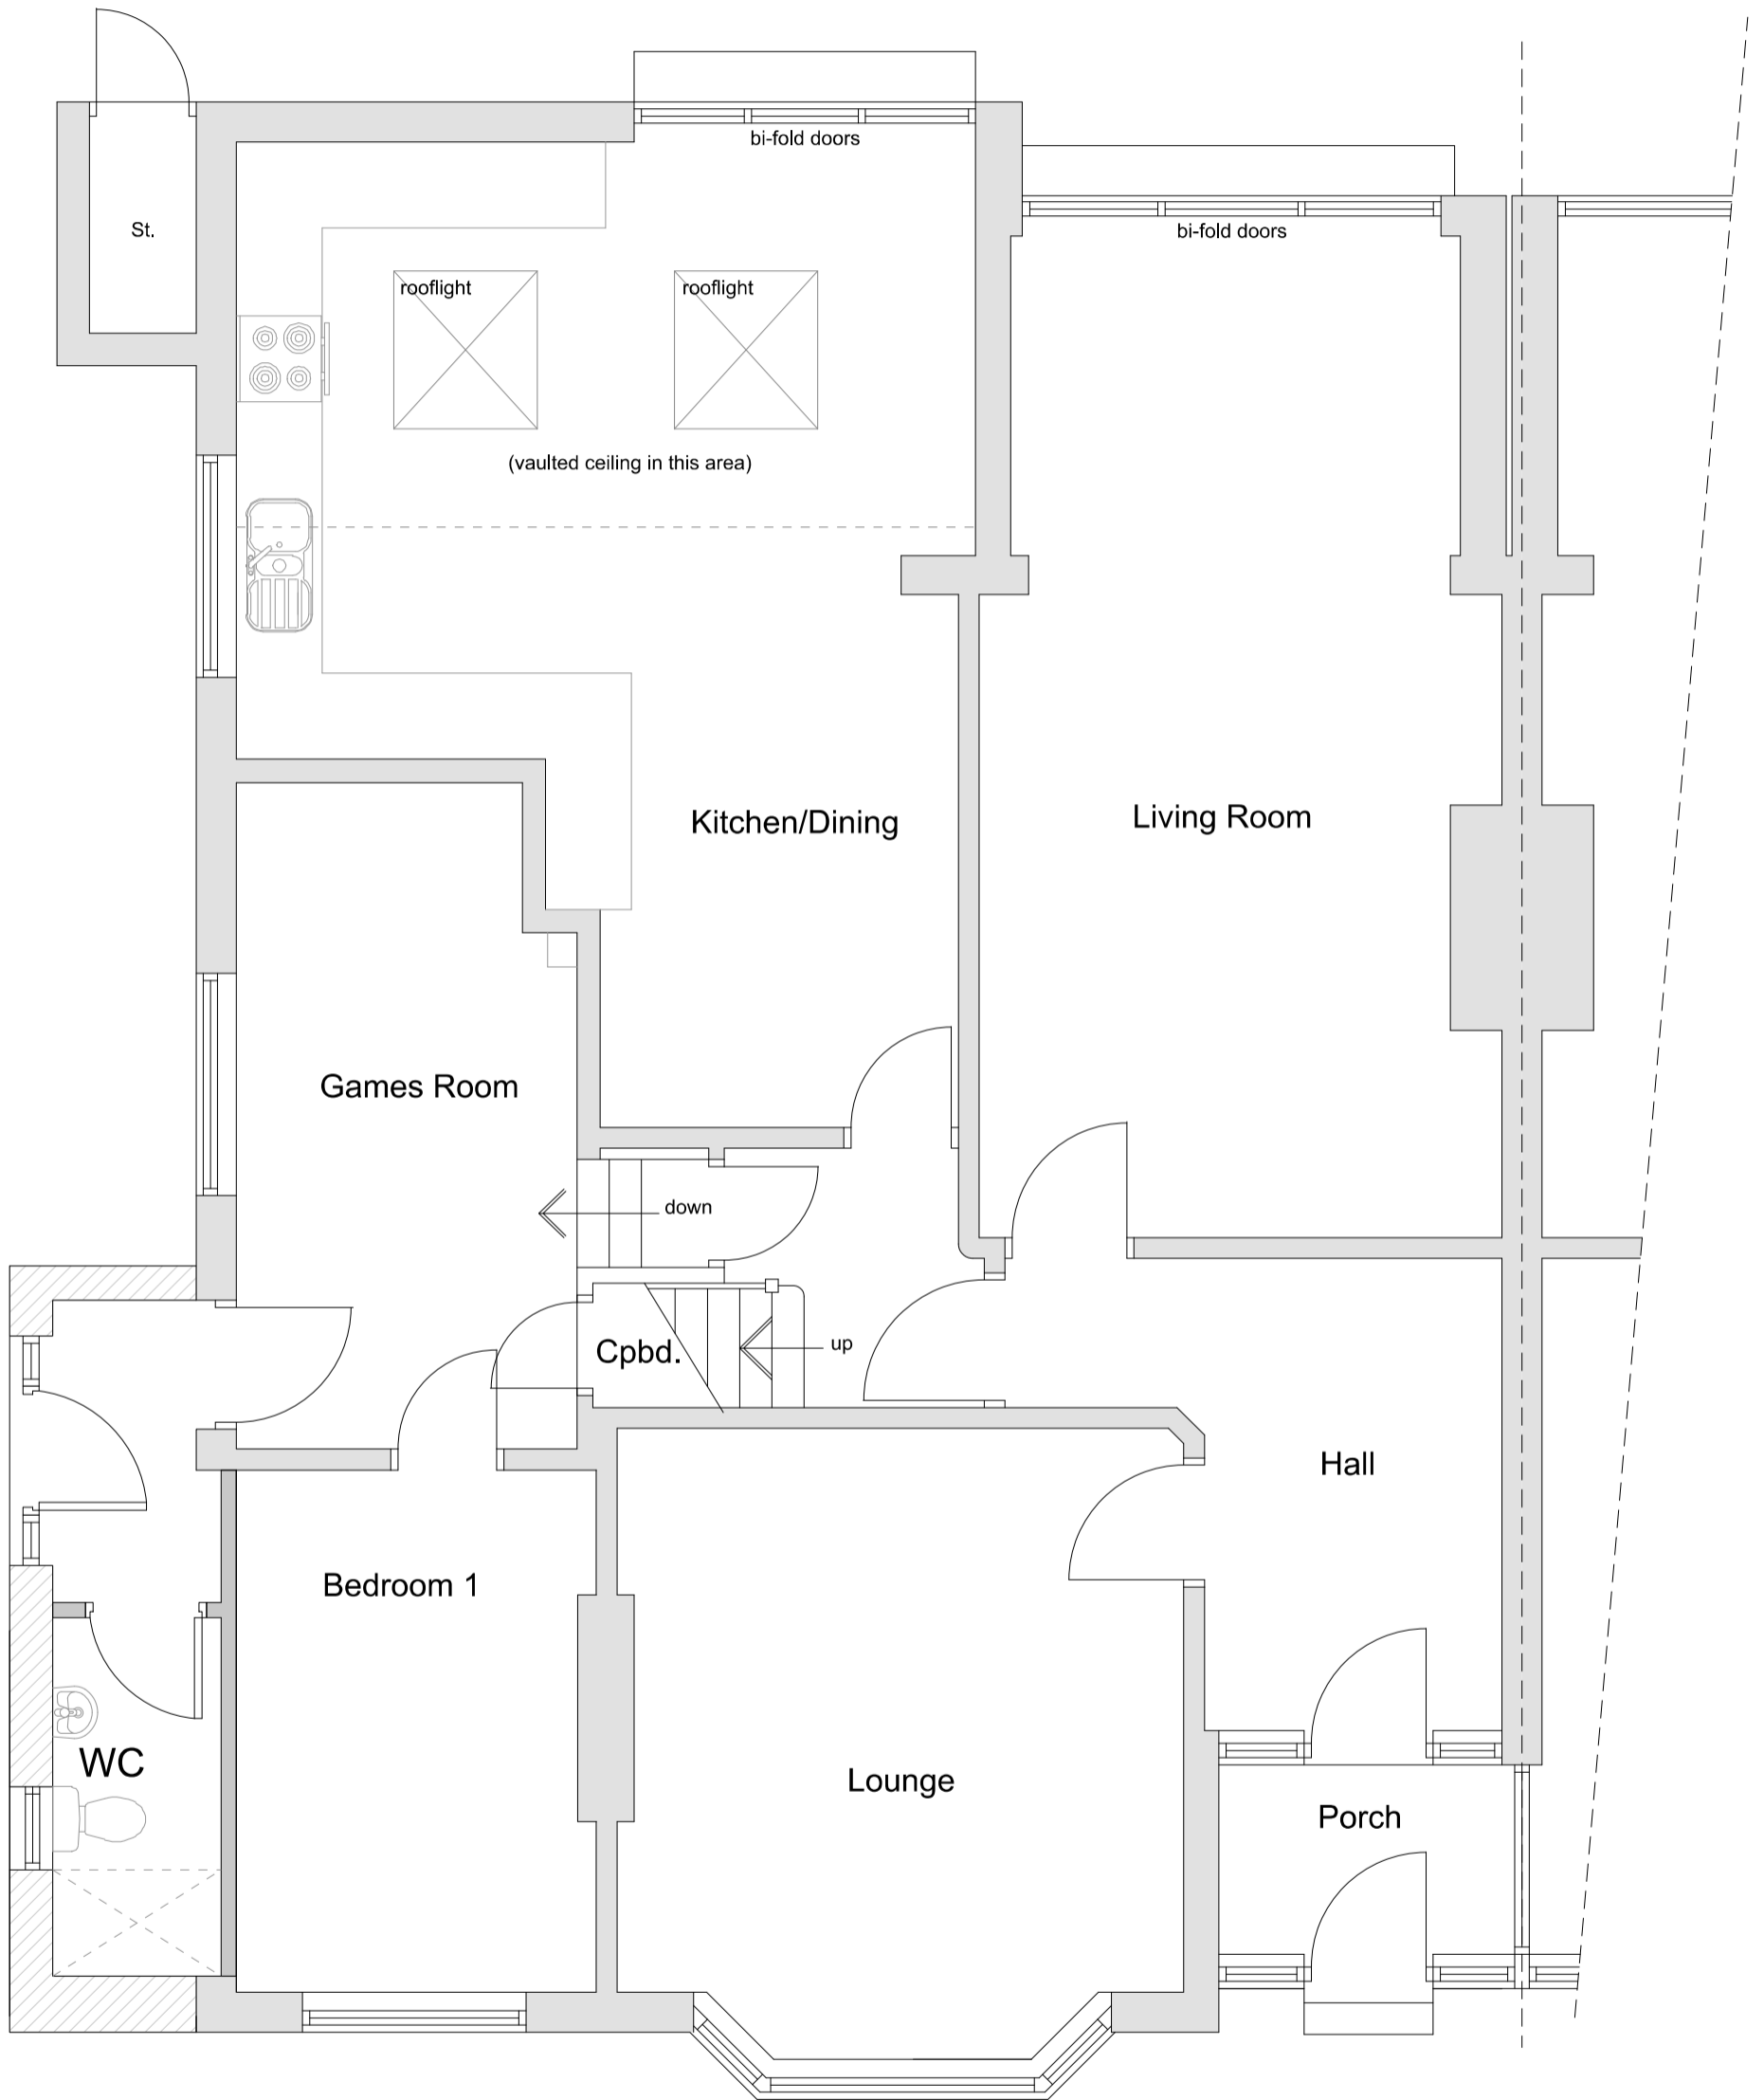 bi-fold doors
St.
bi-fold doors
rooflight
rooflight
(vaulted ceiling in this area)
Kitchen/Dining
Living Room
Games Room
down
Cpbd.
up
Hall
Bedroom 1
WC
Lounge
Porch